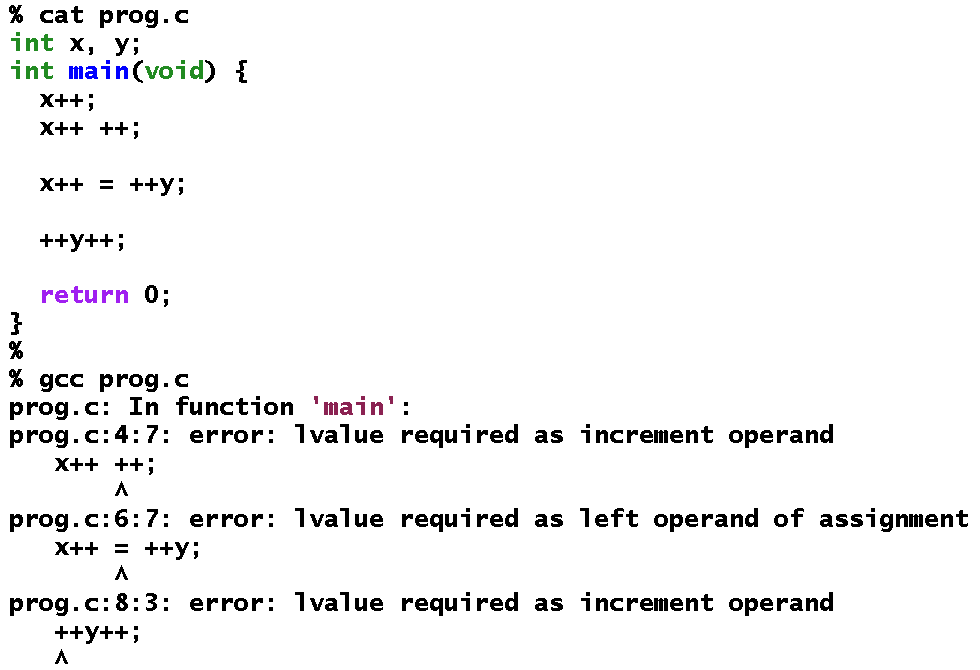 % cat prog.c
int x, y;
int main(void) {
  x++;
  x++ ++;

  x++ = ++y;

  ++y++;

  return 0;
}
%
% gcc prog.c
prog.c: In function 'main':
prog.c:4:7: error: lvalue required as increment operand
   x++ ++;
       ^
prog.c:6:7: error: lvalue required as left operand of assignment
   x++ = ++y;
       ^
prog.c:8:3: error: lvalue required as increment operand
   ++y++;
   ^